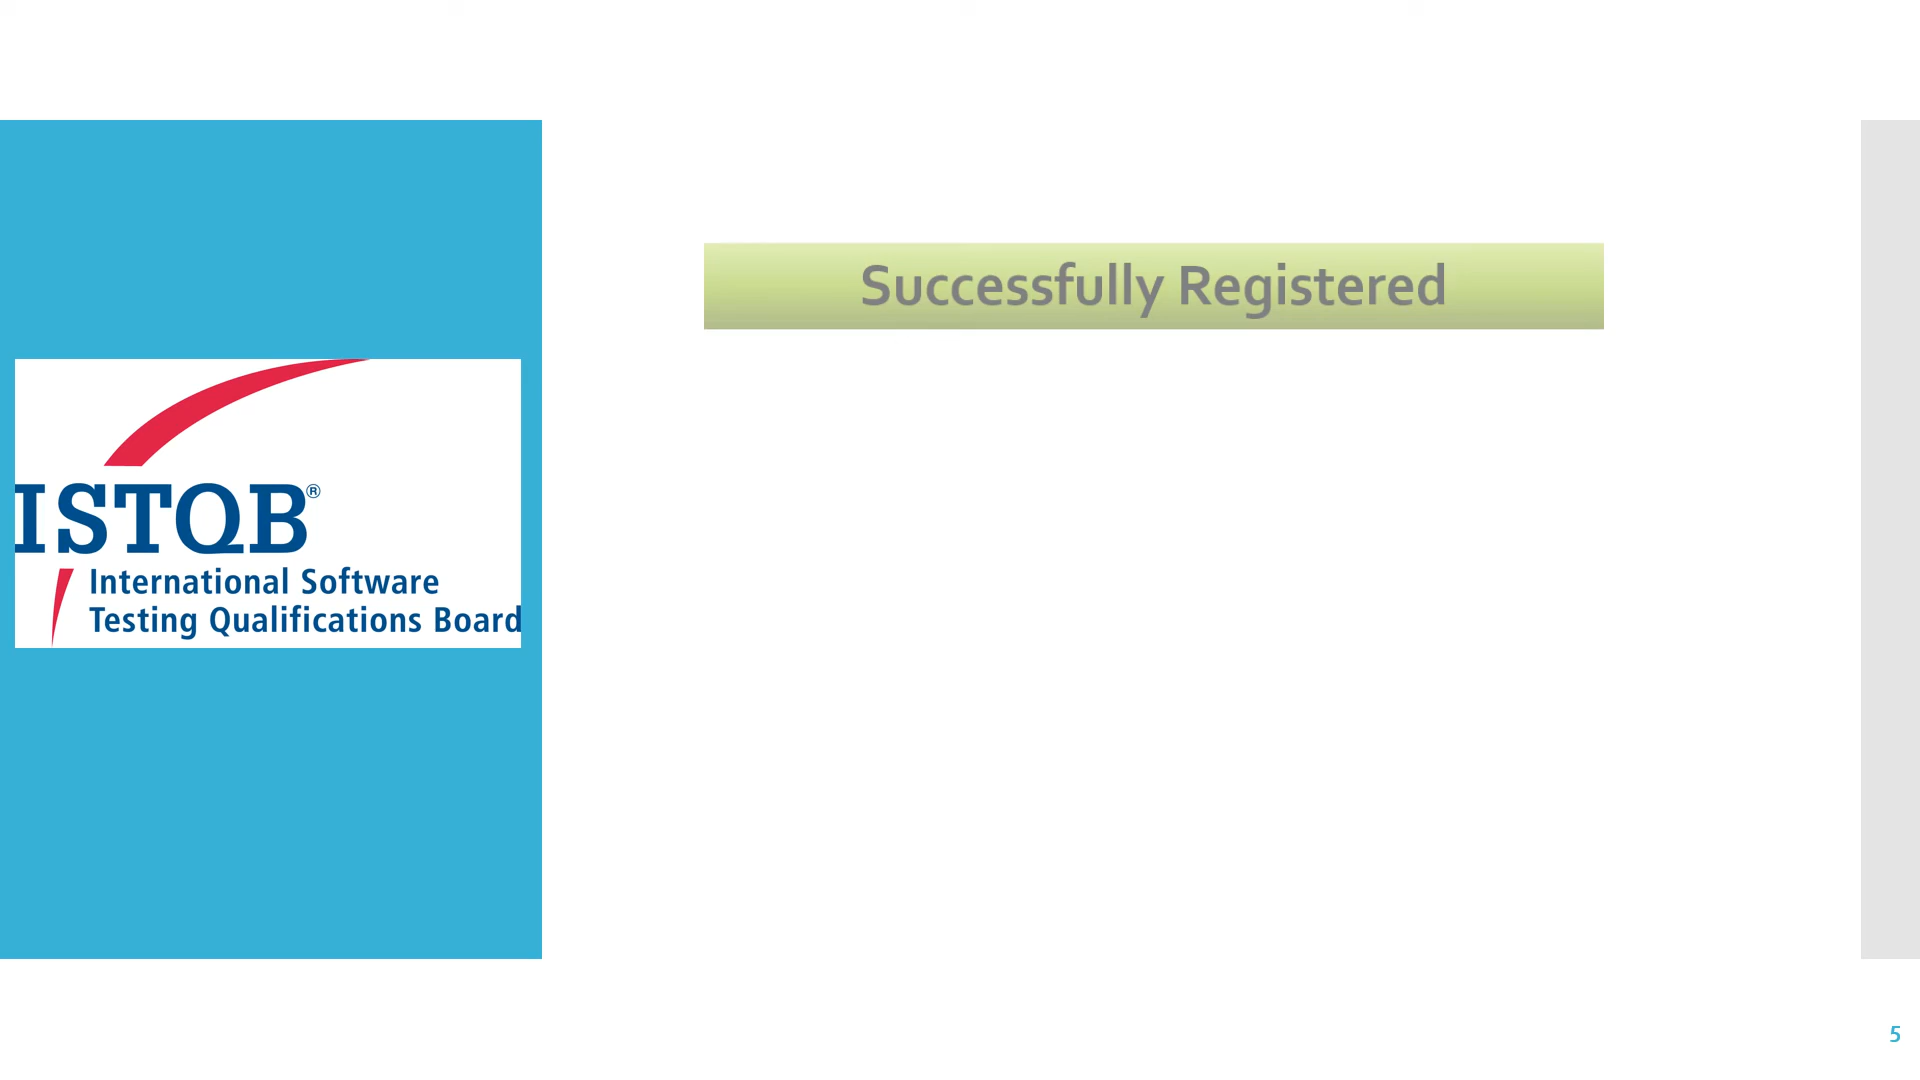 Successfully Registered
ISTQB®
International Software
Testing Qualifications Board
5